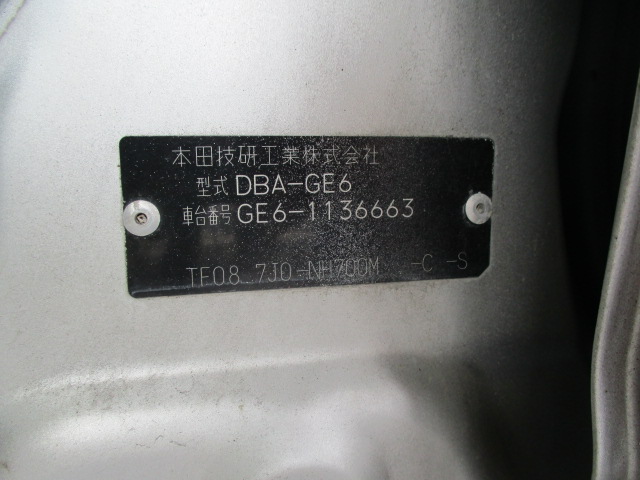 本田技研工業株式会社
型式 DBA-GE6
車台番号 GE6-1136663
TF08 7J0-NH700M -C -S